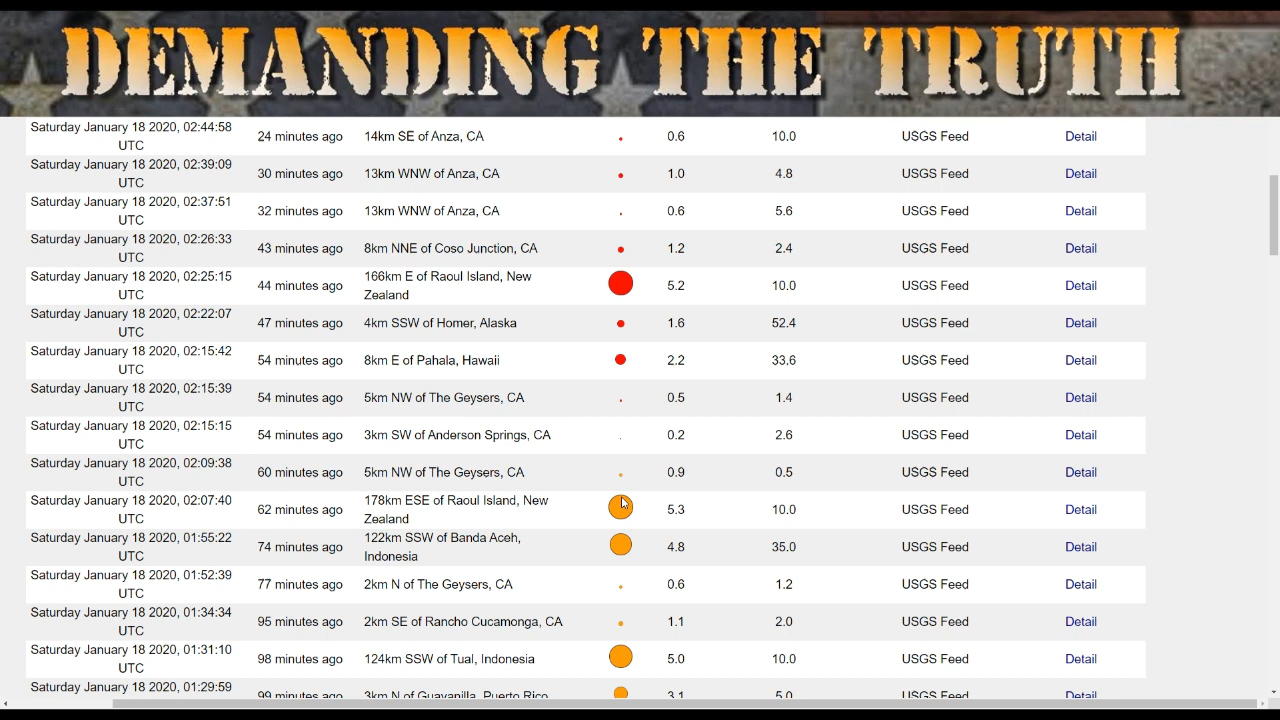 DEMANDING THE TRUTH
Saturday January 18 2020, 02:44:58
UTC
24 minutes ago
14km SE of Anza, CA
0.6
10.0
USGS Feed
Detail
Saturday January 18 2020, 02:39:09
UTC
30 minutes ago
13km WNW of Anza, CA
1.0
4.8
USGS Feed
Detail
Saturday January 18 2020, 02:37:51
UTC
32 minutes ago
13km WNW of Anza, CA
0.6
5.6
USGS Feed
Detail
Saturday January 18 2020, 02:26:33
UTC
43 minutes ago
8km NNE of Coso Junction, CA
1.2
2.4
USGS Feed
Detail
Saturday January 18 2020, 02:25:15
UTC
44 minutes ago
166km E of Raoul Island, New
Zealand
5.2
10.0
USGS Feed
Detail
Saturday January 18 2020, 02:22:07
UTC
47 minutes ago
4km SSW of Homer, Alaska
1.6
52.4
USGS Feed
Detail
Saturday January 18 2020, 02:15:42
UTC
54 minutes ago
8km E of Pahala, Hawaii
2.2
33.6
USGS Feed
Detail
Saturday January 18 2020, 02:15:39
UTC
54 minutes ago
5km NW of The Geysers, CA
0.5
1.4
USGS Feed
Detail
Saturday January 18 2020, 02:15:15
UTC
54 minutes ago
3km SW of Anderson Springs, CA
0.2
2.6
USGS Feed
Detail
Saturday January 18 2020, 02:09:38
UTC
60 minutes ago
5km NW of The Geysers, CA
0.9
0.5
USGS Feed
Detail
Saturday January 18 2020, 02:07:40
UTC
62 minutes ago
178km ESE of Raoul Island, New
Zealand
5.3
10.0
USGS Feed
Detail
Saturday January 18 2020, 01:55:22
UTC
74 minutes ago
122km SSW of Banda Aceh,
Indonesia
4.8
35.0
USGS Feed
Detail
Saturday January 18 2020, 01:52:39
UTC
77 minutes ago
2km N of The Geysers, CA
0.6
1.2
USGS Feed
Detail
Saturday January 18 2020, 01:34:34
UTC
95 minutes ago
2km SE of Rancho Cucamonga, CA
1.1
2.0
USGS Feed
Detail
Saturday January 18 2020, 01:31:10
UTC
98 minutes ago
124km SSW of Tual, Indonesia
5.0
10.0
USGS Feed
Detail
Saturday January 18 2020, 01:29:59
99 minutes ago
3km N of Guayanilla, Puerto Rico
3.1
5.0
USGS Feed
Detail